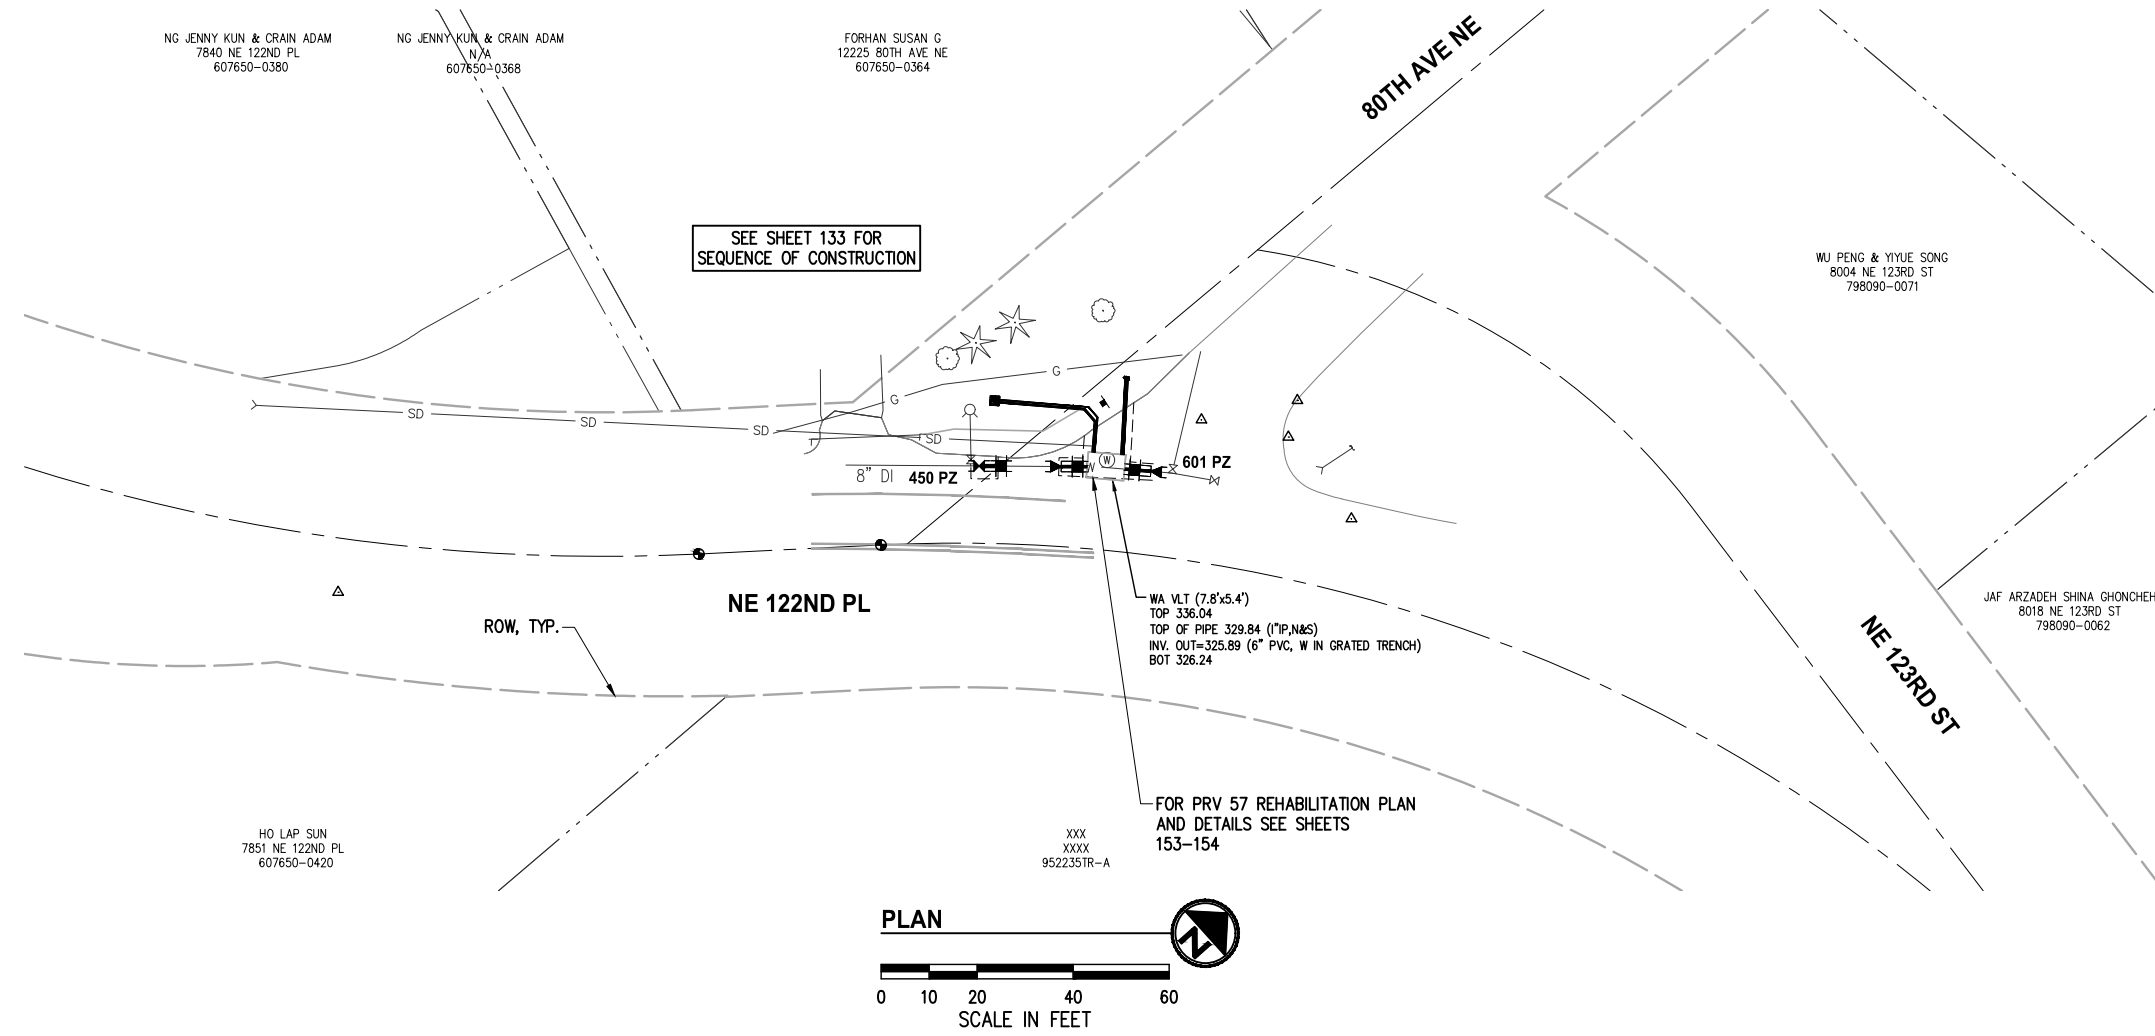 NG JENNY KUN & CRAIN ADAM
7840 NE 122ND PL
607650-0380
NG JENNY KUN & CRAIN ADAM
N/A
607650-0368
FORHAN SUSAN G
12225 80TH AVE NE
607650-0364
80TH AVE NE
SEE SHEET 133 FOR
SEQUENCE OF CONSTRUCTION
WU PENG & YIYUE SONG
8004 NE 123RD ST
798090-0071
G
G
SD
SD
SD
SD
W
W
8" DI
450 PZ
601 PZ
NE 122ND PL
ROW, TYP.
WA VLT (7.8'x5.4')
TOP 336.04
TOP OF PIPE 329.84 (I"IP,N&S)
INV. OUT=325.89 (6" PVC, W IN GRATED TRENCH)
BOT 326.24
JAF ARZADEH SHINA GHONCHEH
8018 NE 123RD ST
798090-0062
NE 123RD ST
FOR PRV 57 REHABILITATION PLAN
AND DETAILS SEE SHEETS
153-154
HO LAP SUN
7851 NE 122ND PL
607650-0420
XXX
XXXX
952235TR-A
PLAN
N
0 10 20 40 60
SCALE IN FEET